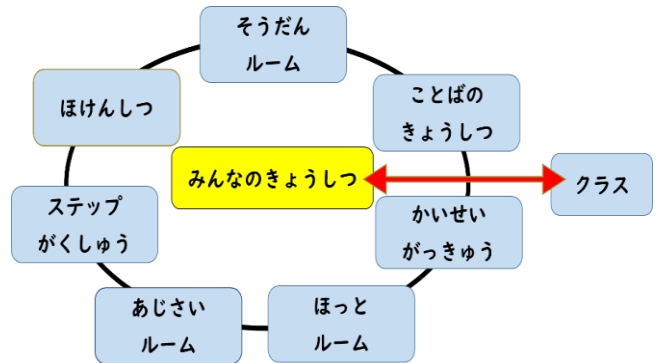 そうだん
ルーム
ほけんしつ
ことばの
きょうしつ
みんなのきょうしつ
クラス
ステップ
がくしゅう
かいせい
がっきゅう
あじさい
ルーム
ほっと
ルーム